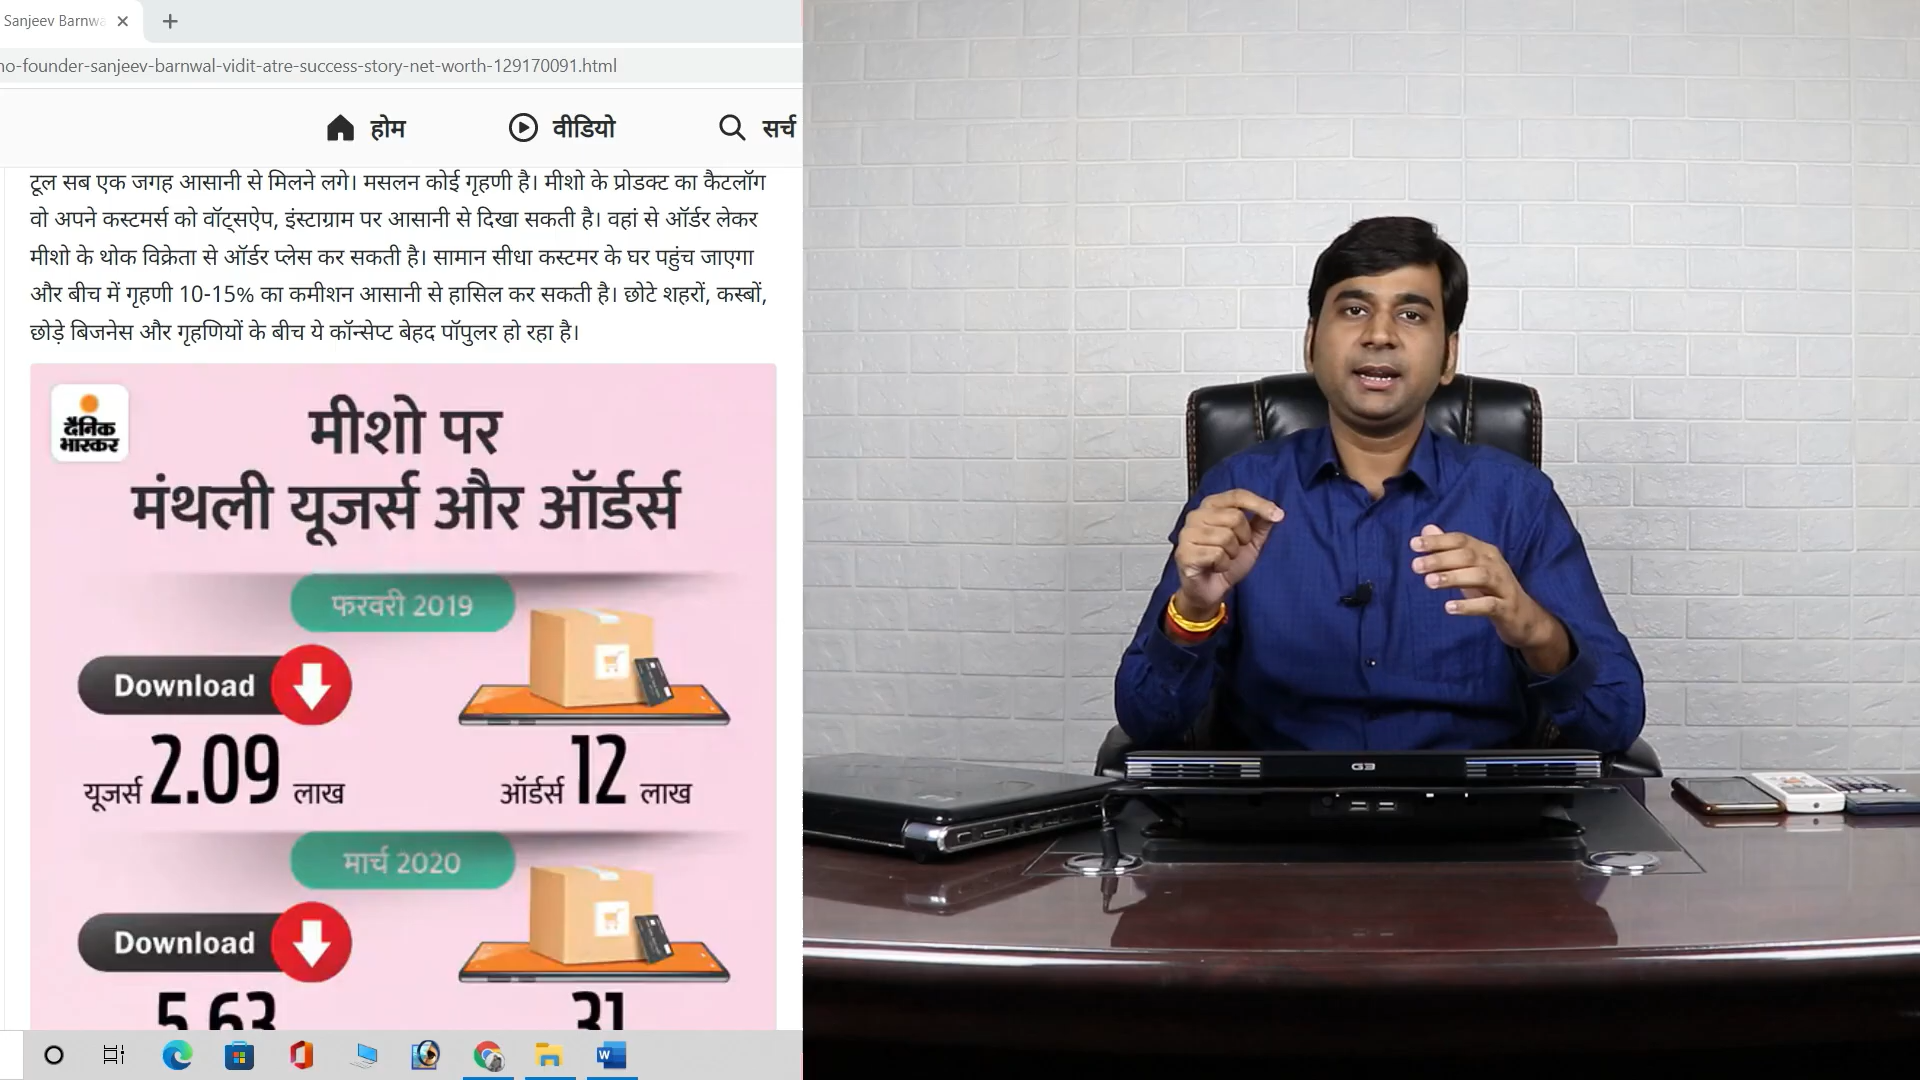 Sanjeev Barnwa
no-founder-sanjeev-barnwal-vidit-atre-success-story-net-worth-129170091.html
होम
वीडियो
सर्च
टूल सब एक जगह आसानी से मिलने लगे। मसलन कोई गृहणी है। मीशो के प्रोडक्ट का कैटलॉग
वो अपने कस्टमर्स को वॉट्सऐप, इंस्टाग्राम पर आसानी से दिखा सकती है। वहां से ऑर्डर लेकर
मीशो के थोक विक्रेता से ऑर्डर प्लेस कर सकती है। सामान सीधा कस्टमर के घर पहुंच जाएगा
और बीच में गृहणी 10-15% का कमीशन आसानी से हासिल कर सकती है। छोटे शहरों, कस्बों,
छोड़े बिजनेस और गृहणियों के बीच ये कॉन्सेप्ट बेहद पॉपुलर हो रहा है।
दैनिक
भास्कर
मीशो पर
मंथली यूजर्स और ऑर्डर्स
फरवरी 2019
Download
यूजर्स 2.09 लाख
ऑर्डर्स 12 लाख
मार्च 2020
Download
5.63
31
G3
W